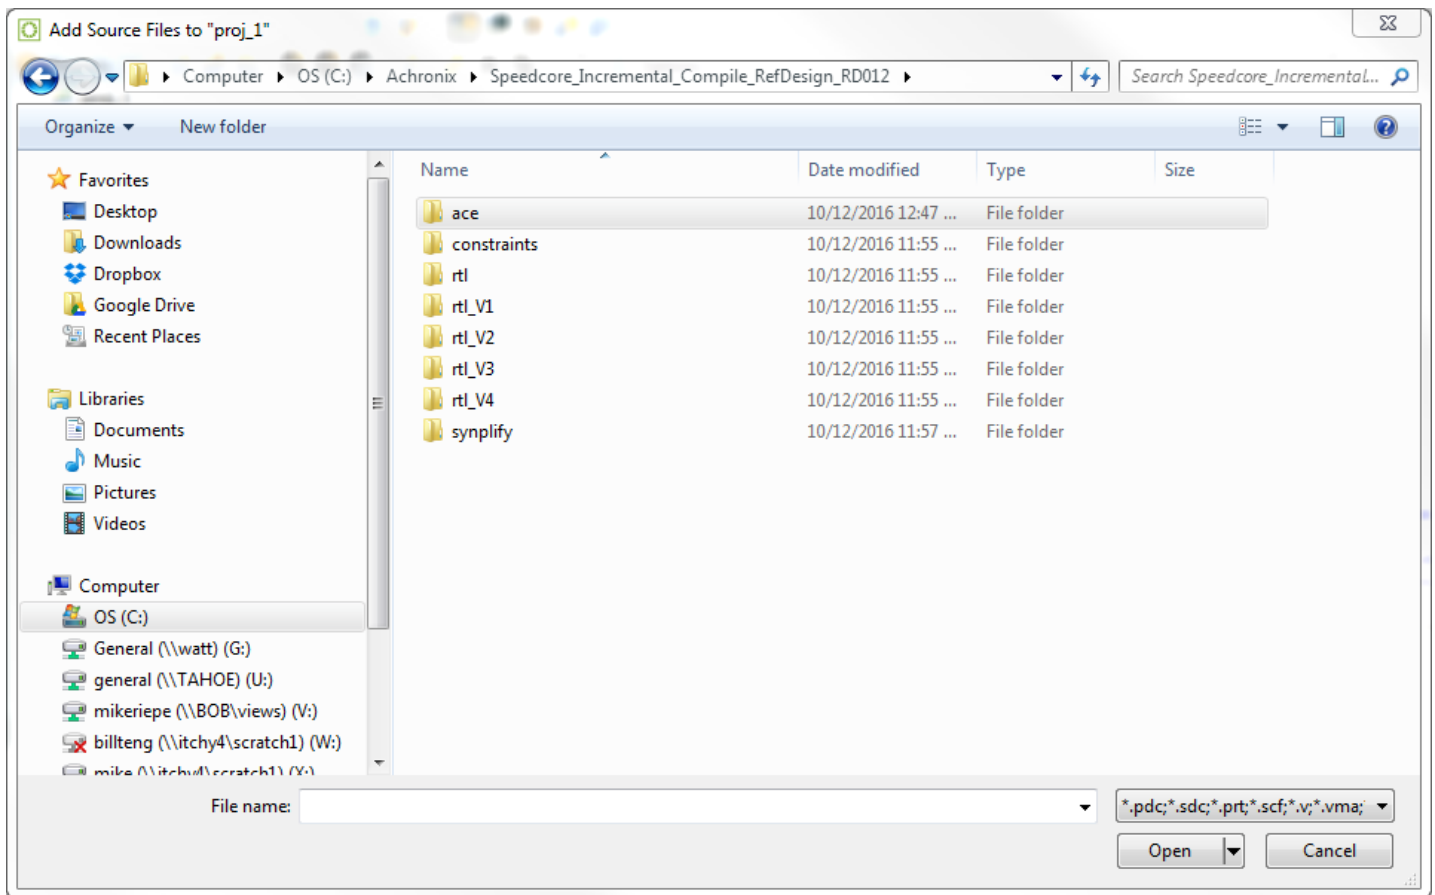 Add Source Files to "proj_1"
Computer OS (C:) Achronix Speedcore_Incremental_Compile_RefDesign_RD012 Search Speedcore_Incremental...
Organize New folder
Name Date modified Type Size
Favorites
Desktop
Downloads
Dropbox
Google Drive
Recent Places
Libraries
Documents
Music
Pictures
Videos
Computer
OS (C:)
General (\\watt) (G:)
general (\\TAHOE) (U:)
mikeriepe (\\BOB\views) (V:)
billteng (\\itchy4\scratch1) (W:)
mike (\\itchy4\scratch1) (X:)
ace 10/12/2016 12:47 ... File folder
constraints 10/12/2016 11:55 ... File folder
rtl 10/12/2016 11:55 ... File folder
rtl_V1 10/12/2016 11:55 ... File folder
rtl_V2 10/12/2016 11:55 ... File folder
rtl_V3 10/12/2016 11:55 ... File folder
rtl_V4 10/12/2016 11:55 ... File folder
synplify 10/12/2016 11:57 ... File folder
File name: *.pdc;*.sdc;*.prt;*.scf;*.v;*.vma;
Open Cancel